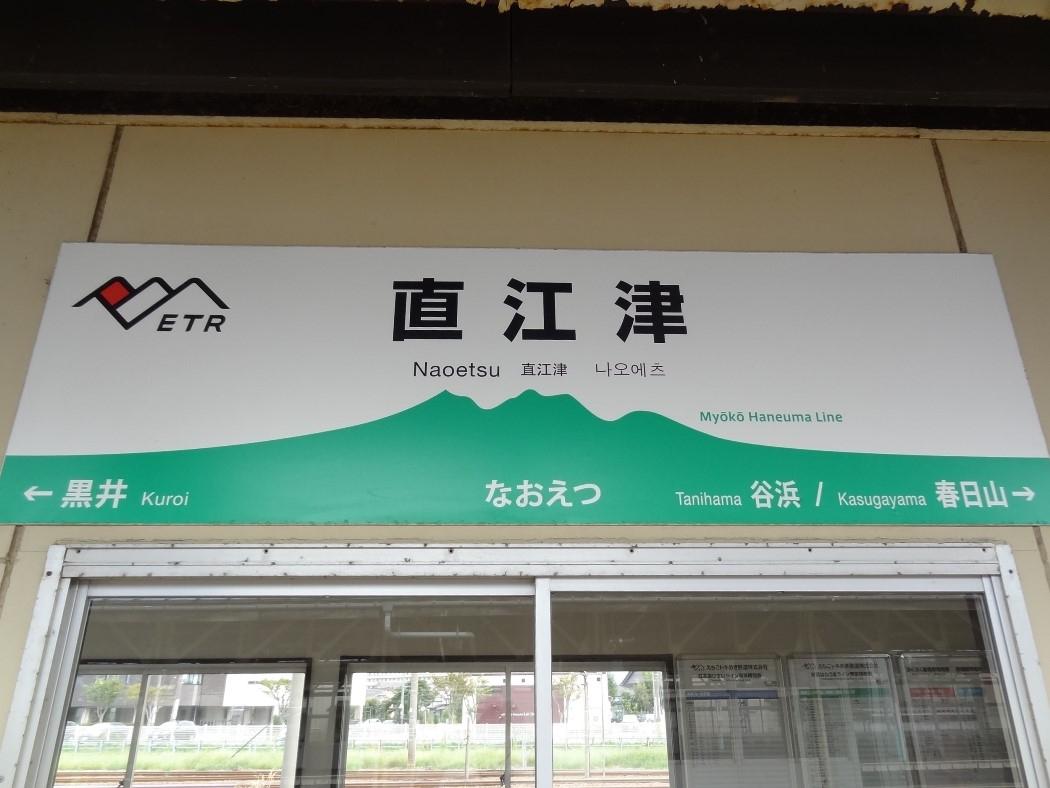 ETR
直江津
Naoetsu 直江津 나오에츠
Myōkō Haneuma Line
← 黒井 Kuroi なおえつ Tanihama 谷浜 / Kasugayama 春日山 →